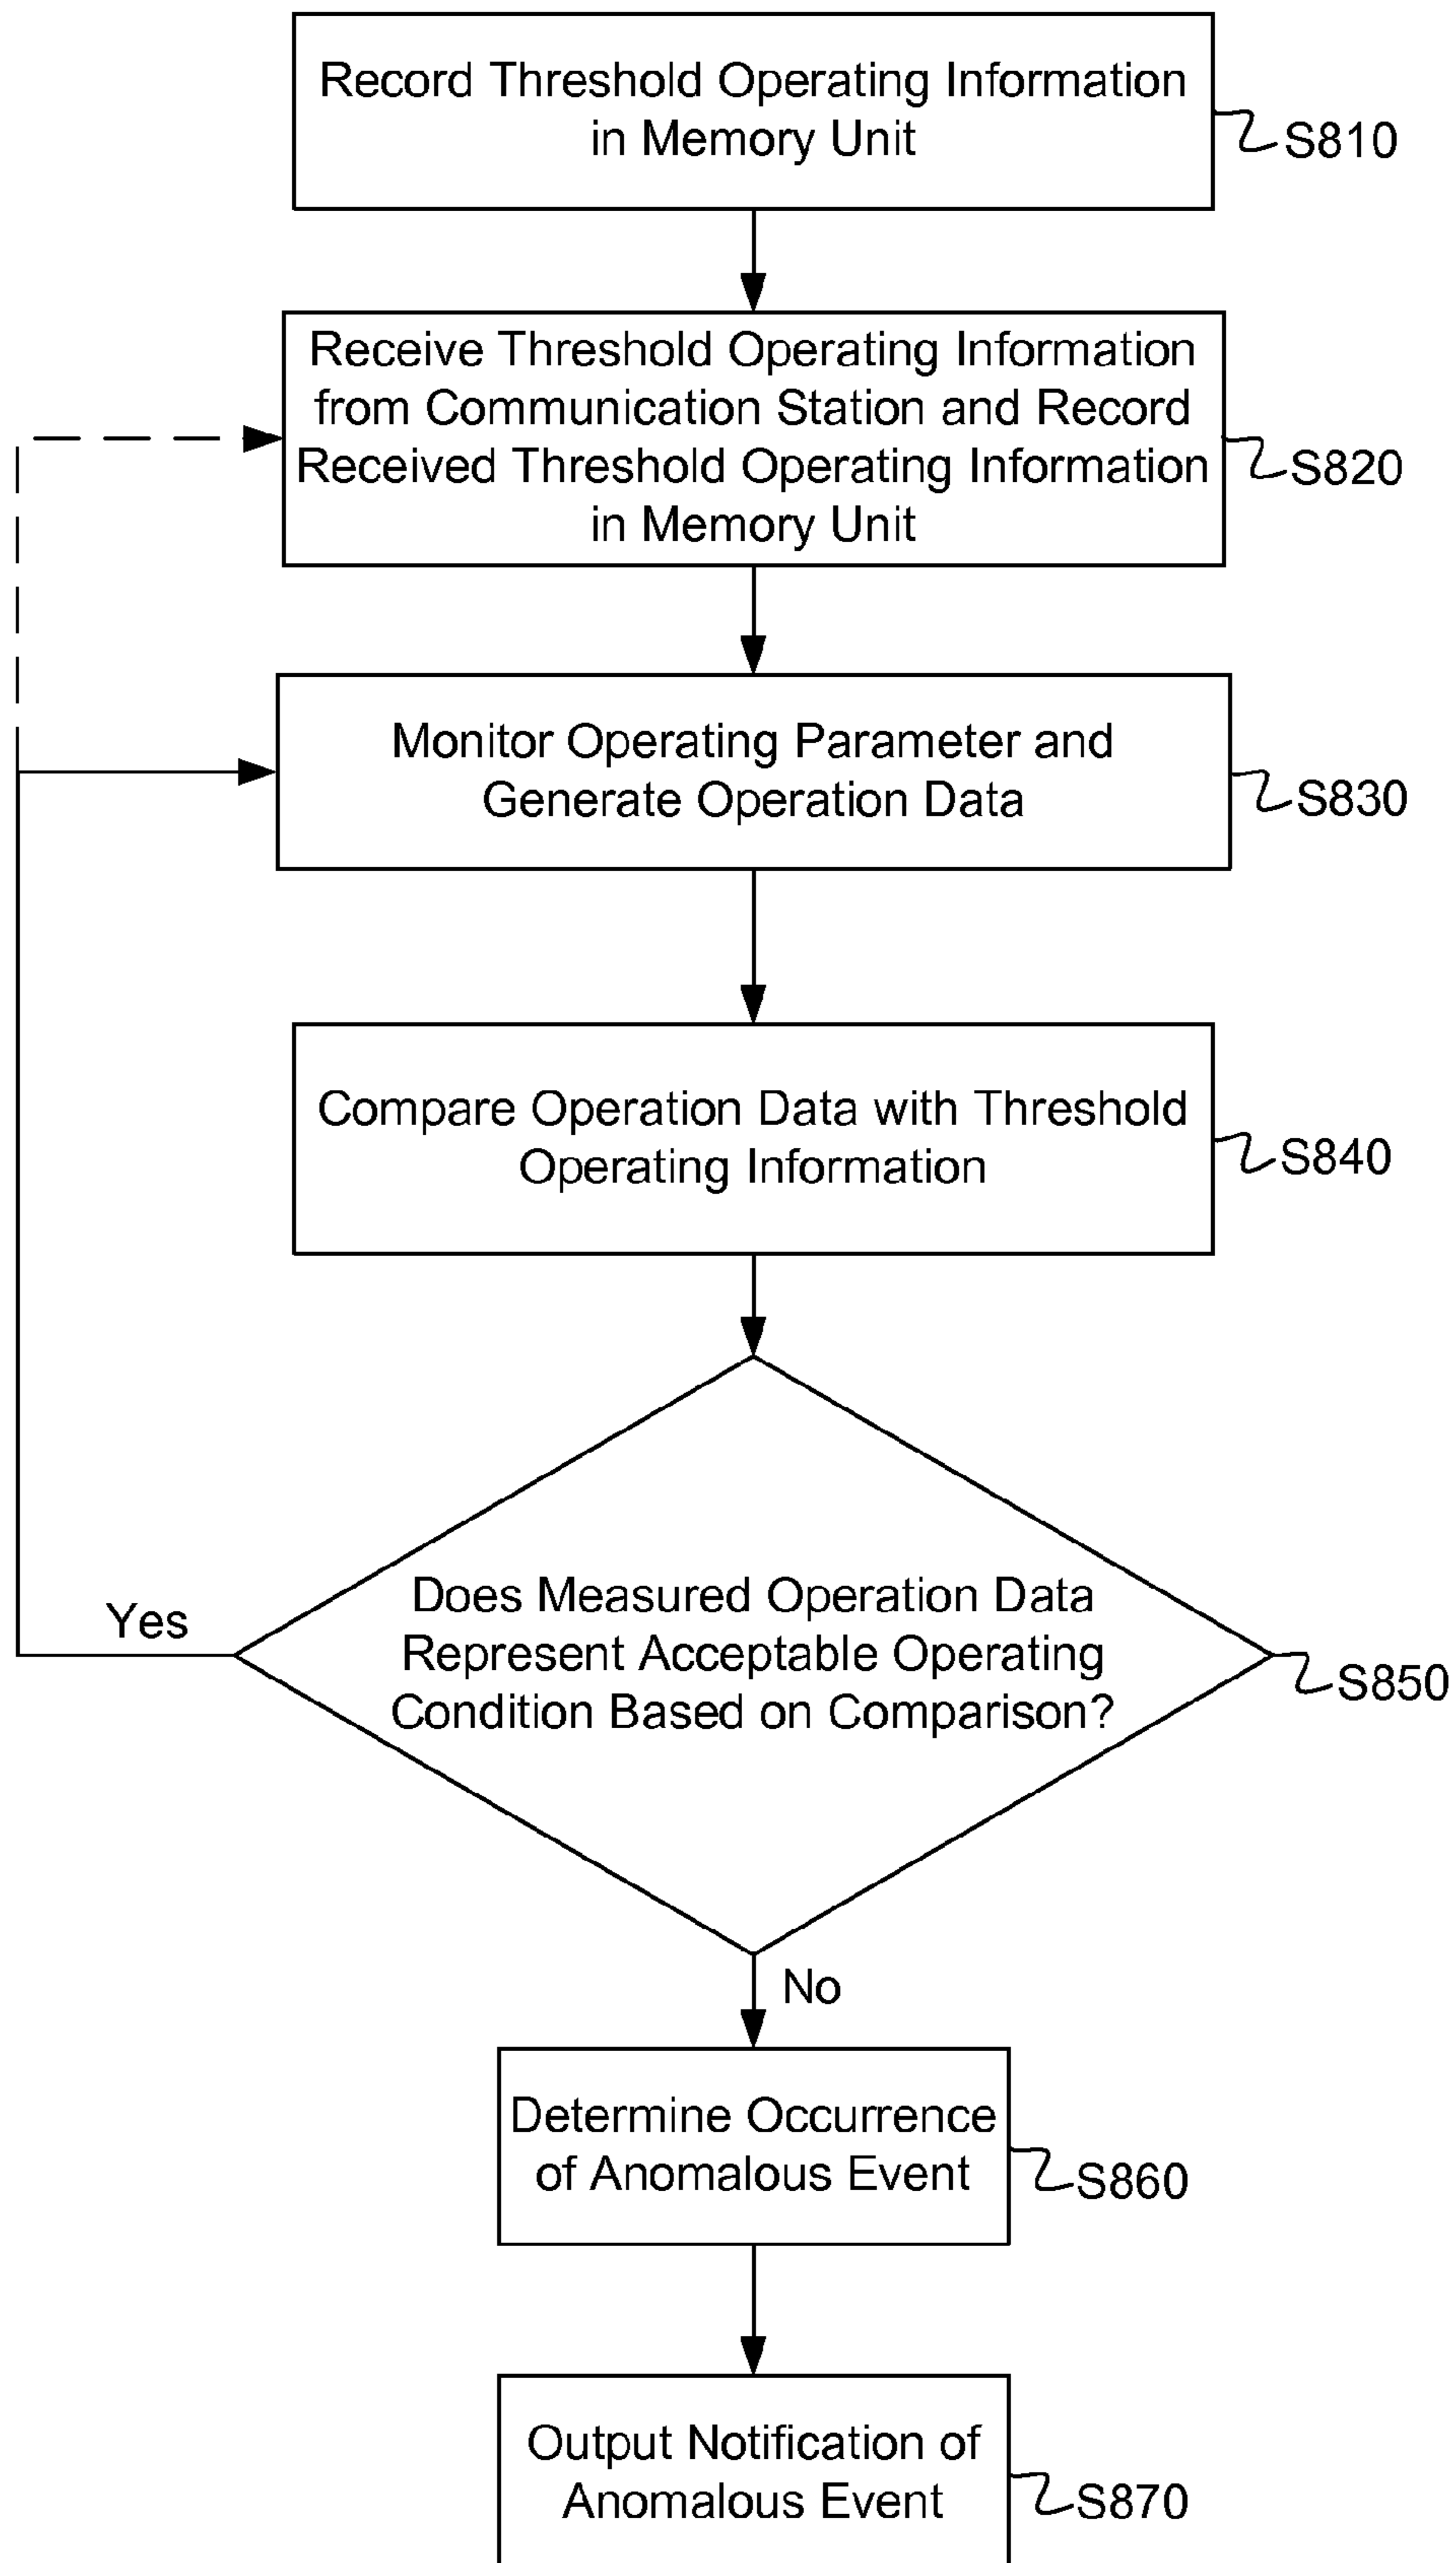 Record Threshold Operating Information
in Memory Unit
S810
Receive Threshold Operating Information
from Communication Station and Record
Received Threshold Operating Information
in Memory Unit
S820
Monitor Operating Parameter and
Generate Operation Data
S830
Compare Operation Data with Threshold
Operating Information
S840
Does Measured Operation Data
Represent Acceptable Operating
Condition Based on Comparison?
S850
Yes
No
Determine Occurrence
of Anomalous Event
S860
Output Notification of
Anomalous Event
S870